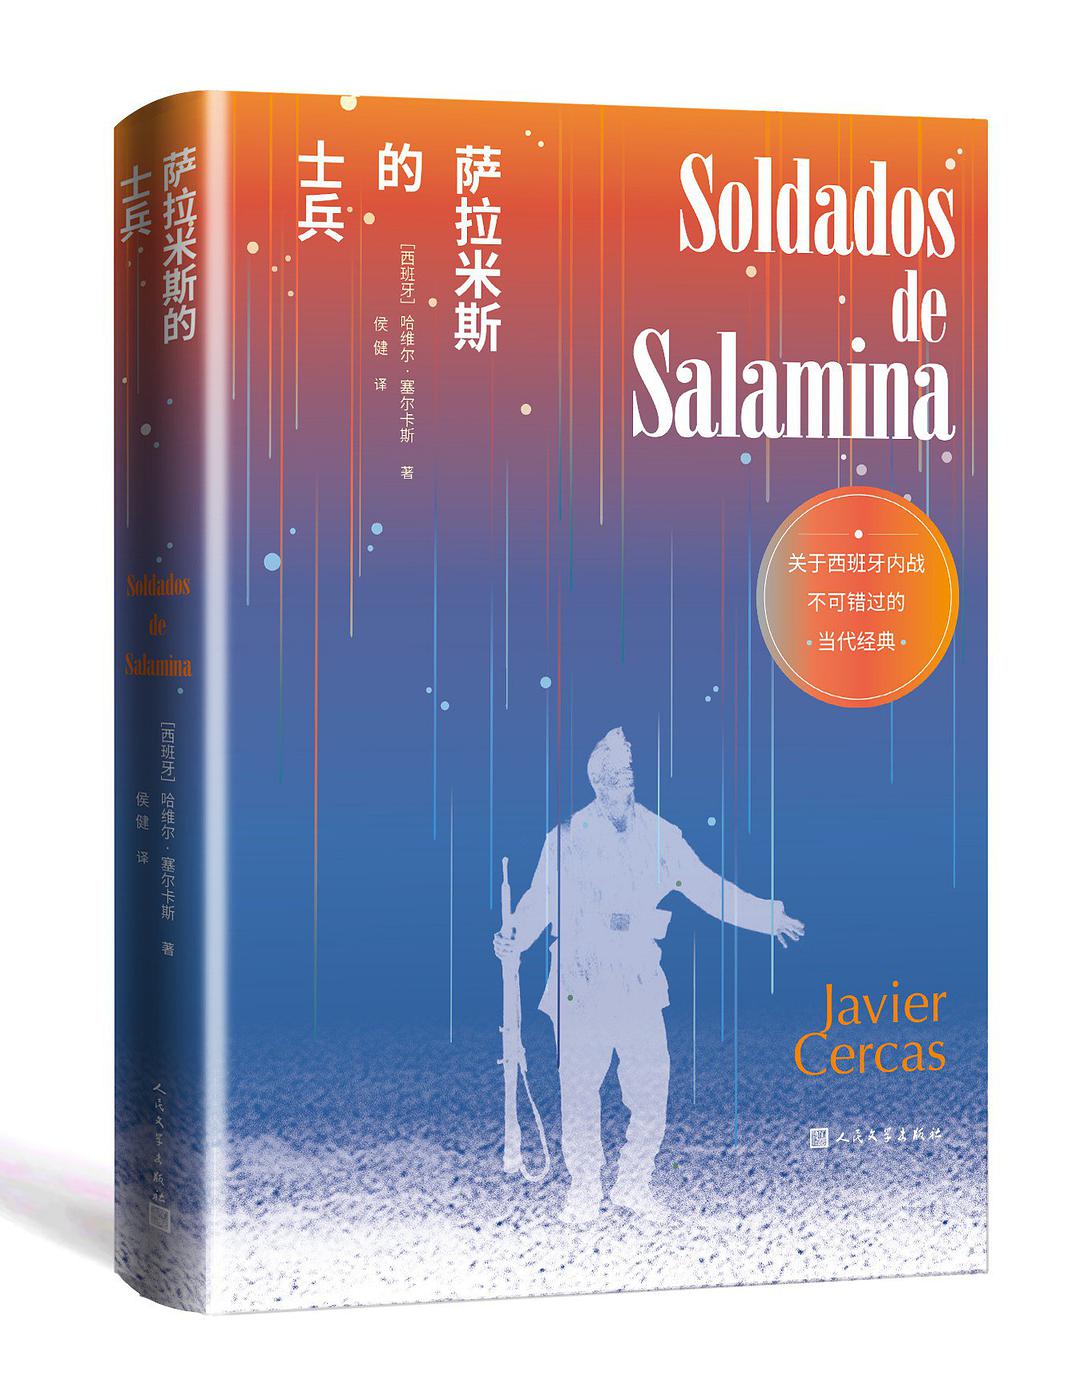 萨拉米斯
的
士兵
[西班牙] 哈维尔·塞尔卡斯 著
侯健 译
Soldados
de
Salamina
关于西班牙内战
不可错过的
·当代经典·
Javier
Cercas
人民文学出版社
萨拉米斯的
士兵
Soldados
de
Salamina
[西班牙] 哈维尔·塞尔卡斯 著
侯健 译
人民文学出版社